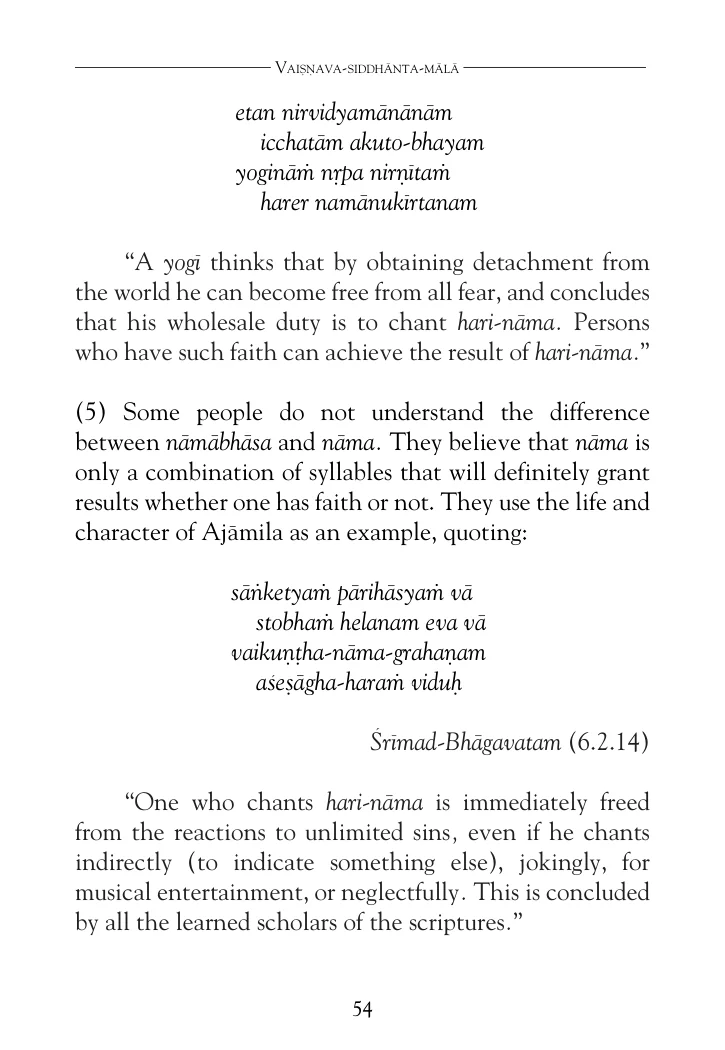 Vaiṣṇava-siddhānta-mālā
etan nirvidyamānānām
icchatām akuto-bhayam
yogināṁ nṛpa nirṇītaṁ
harer namānukīrtanam
“A yogī thinks that by obtaining detachment from
the world he can become free from all fear, and concludes
that his wholesale duty is to chant hari-nāma. Persons
who have such faith can achieve the result of hari-nāma.”
(5) Some people do not understand the difference
between nāmābhāsa and nāma. They believe that nāma is
only a combination of syllables that will definitely grant
results whether one has faith or not. They use the life and
character of Ajāmila as an example, quoting:
sāṅketyaṁ pārihāsyaṁ vā
stobhaṁ helanam eva vā
vaikuṇṭha-nāma-grahaṇam
aśeṣāgha-haraṁ viduḥ
Śrīmad-Bhāgavatam (6.2.14)
“One who chants hari-nāma is immediately freed
from the reactions to unlimited sins, even if he chants
indirectly (to indicate something else), jokingly, for
musical entertainment, or neglectfully. This is concluded
by all the learned scholars of the scriptures.”
54